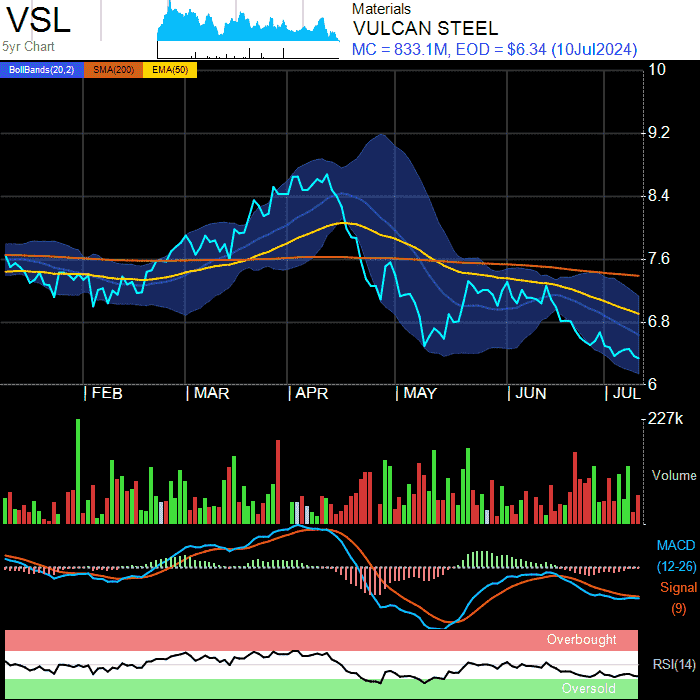 VSL
5yr Chart
Materials
VULCAN STEEL
MC = 833.1M, EOD = $6.34 (10Jul2024)
BollBands(20,2) SMA(200) EMA(50)
10
9.2
8.4
7.6
6.8
6
FEB MAR APR MAY JUN JUL
227k
Volume
MACD
(12-26)
Signal
(9)
Overbought
RSI(14)
Oversold